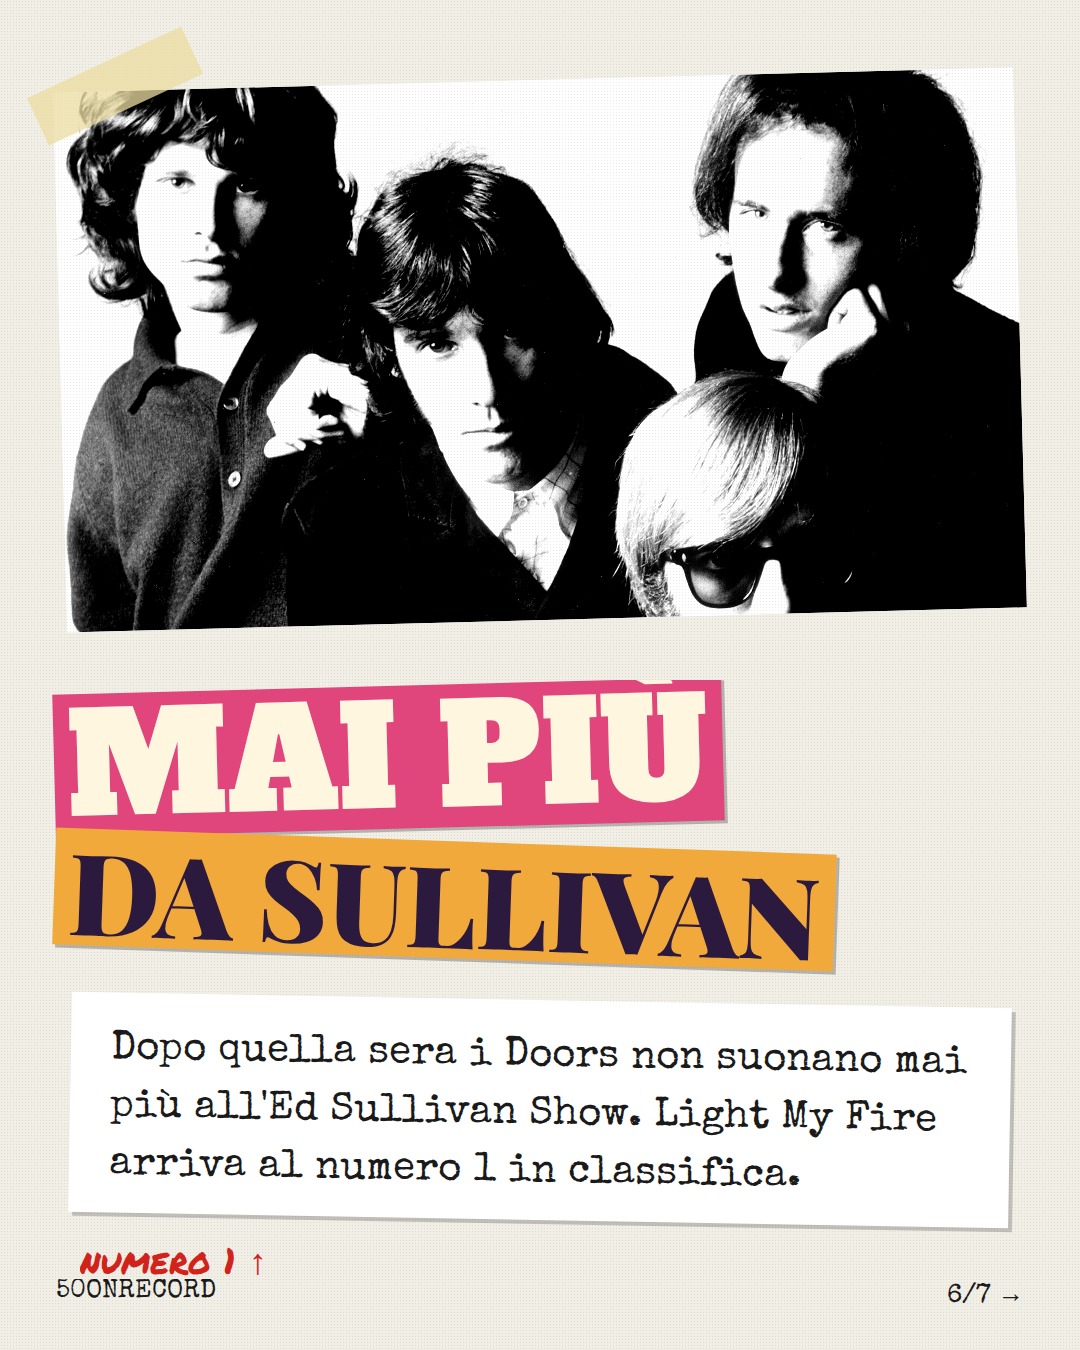 MAI PIÙ
DA SULLIVAN
Dopo quella sera i Doors non suonano mai
più all'Ed Sullivan Show. Light My Fire
arriva al numero 1 in classifica.
NUMERO 1 ↑
50ONRECORD
6/7 →